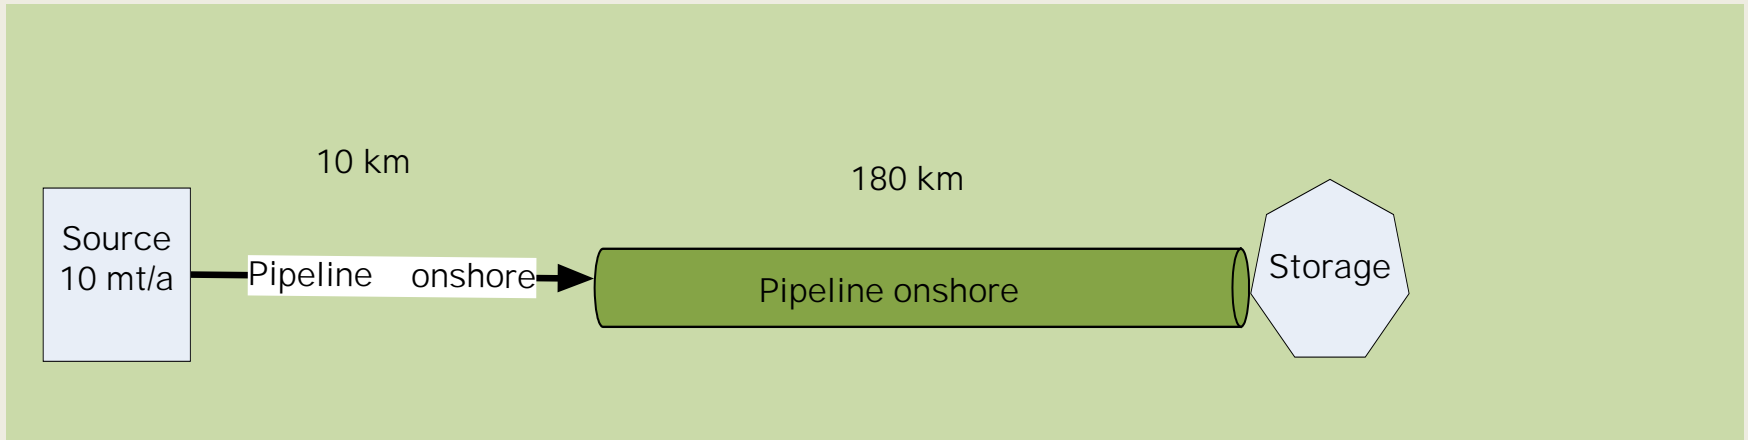 10 km
180 km
Source
10 mt/a
Pipeline onshore
Pipeline onshore
Storage